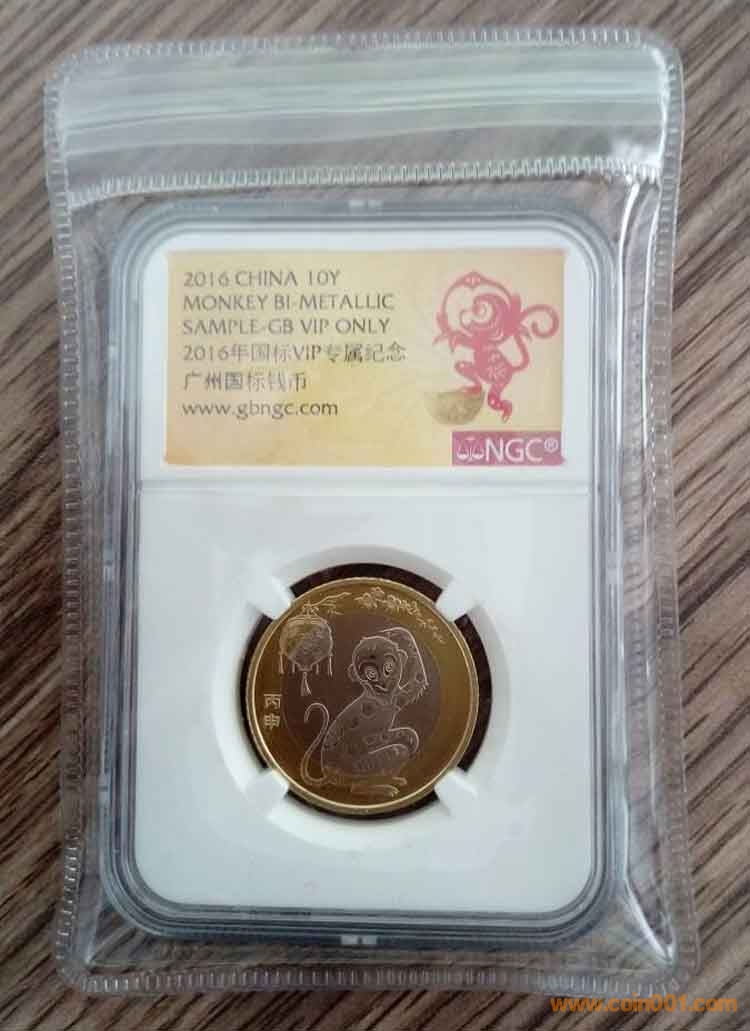 2016 CHINA 10Y
MONKEY BI-METALLIC
SAMPLE-GB VIP ONLY
2016年国标VIP专属纪念
广州国标钱币
www.gbngc.com
NGC®
丙申
www.coin001.com